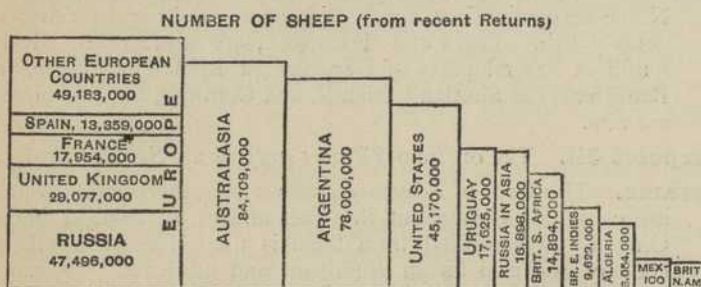 NUMBER OF SHEEP (from recent Returns)
OTHER EUROPEAN
COUNTRIES
49,183,000
SPAIN, 13,359,000
FRANCE
17,954,000
UNITED KINGDOM
29,077,000
RUSSIA
47,496,000
EUROPE
AUSTRALASIA
84,109,000
ARGENTINA
78,000,000
UNITED STATES
45,170,000
URUGUAY
17,625,000
RUSSIA IN ASIA
16,898,000
BRIT. S. AFRICA
14,894,000
BR. E. INDIES
9,622,000
ALGERIA
MEX-
ICO
BRIT
N.AM